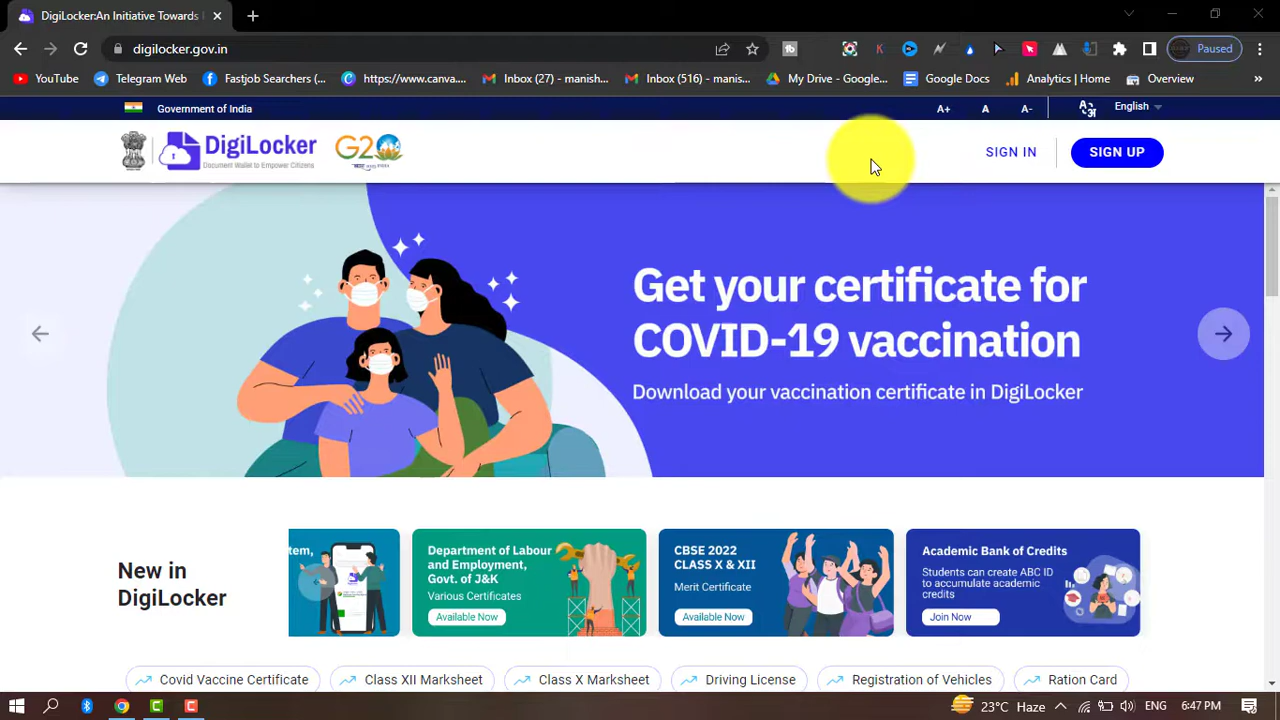 DigiLocker:An Initiative Towards
digilocker.gov.in
Paused
YouTube
Telegram Web
Fastjob Searchers (...
https://www.canva....
Inbox (27) - manish...
Inbox (516) - manis...
My Drive - Google...
Google Docs
Analytics | Home
Overview
»
Government of India
A+
A
A-
English
DigiLocker
Document Wallet to Empower Citizens
G20
SIGN IN
SIGN UP
Get your certificate for
COVID-19 vaccination
Download your vaccination certificate in DigiLocker
New in
DigiLocker
tem,
Department of Labour
and Employment,
Govt. of J&K
Various Certificates
Available Now
CBSE 2022
CLASS X & XII
Merit Certificate
Available Now
Academic Bank of Credits
Students can create ABC ID
to accumulate academic
credits
Join Now
Covid Vaccine Certificate
Class XII Marksheet
Class X Marksheet
Driving License
Registration of Vehicles
Ration Card
23°C Haze
ENG
6:47 PM